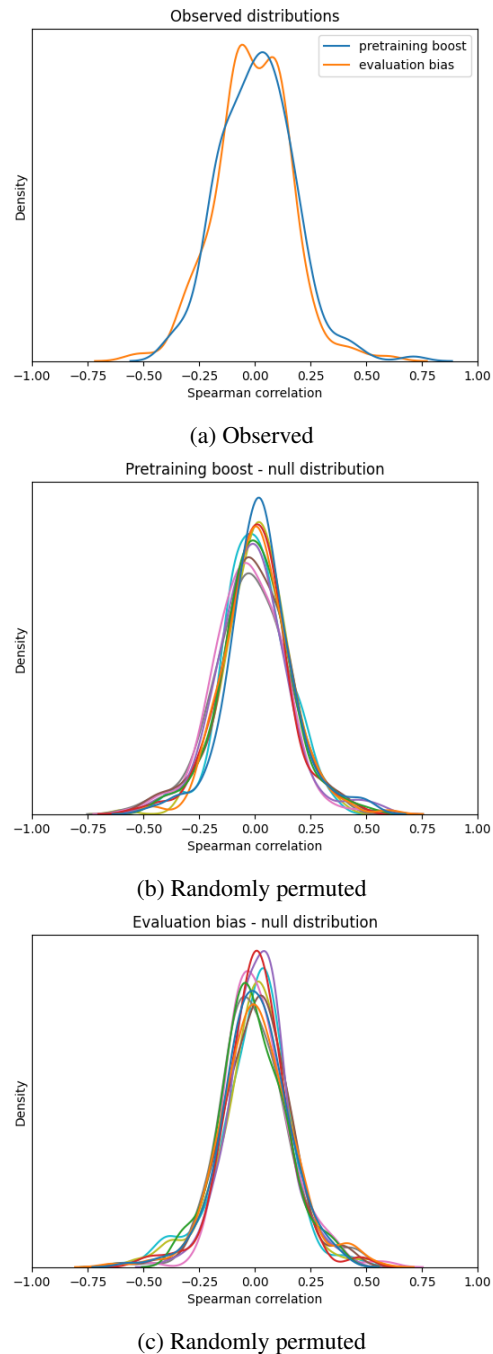 Observed distributions
pretraining boost
evaluation bias
Density
−1.00 −0.75 −0.50 −0.25 0.00 0.25 0.50 0.75 1.00
Spearman correlation
(a) Observed
Pretraining boost - null distribution
Density
−1.00 −0.75 −0.50 −0.25 0.00 0.25 0.50 0.75 1.00
Spearman correlation
(b) Randomly permuted
Evaluation bias - null distribution
Density
−1.00 −0.75 −0.50 −0.25 0.00 0.25 0.50 0.75 1.00
Spearman correlation
(c) Randomly permuted